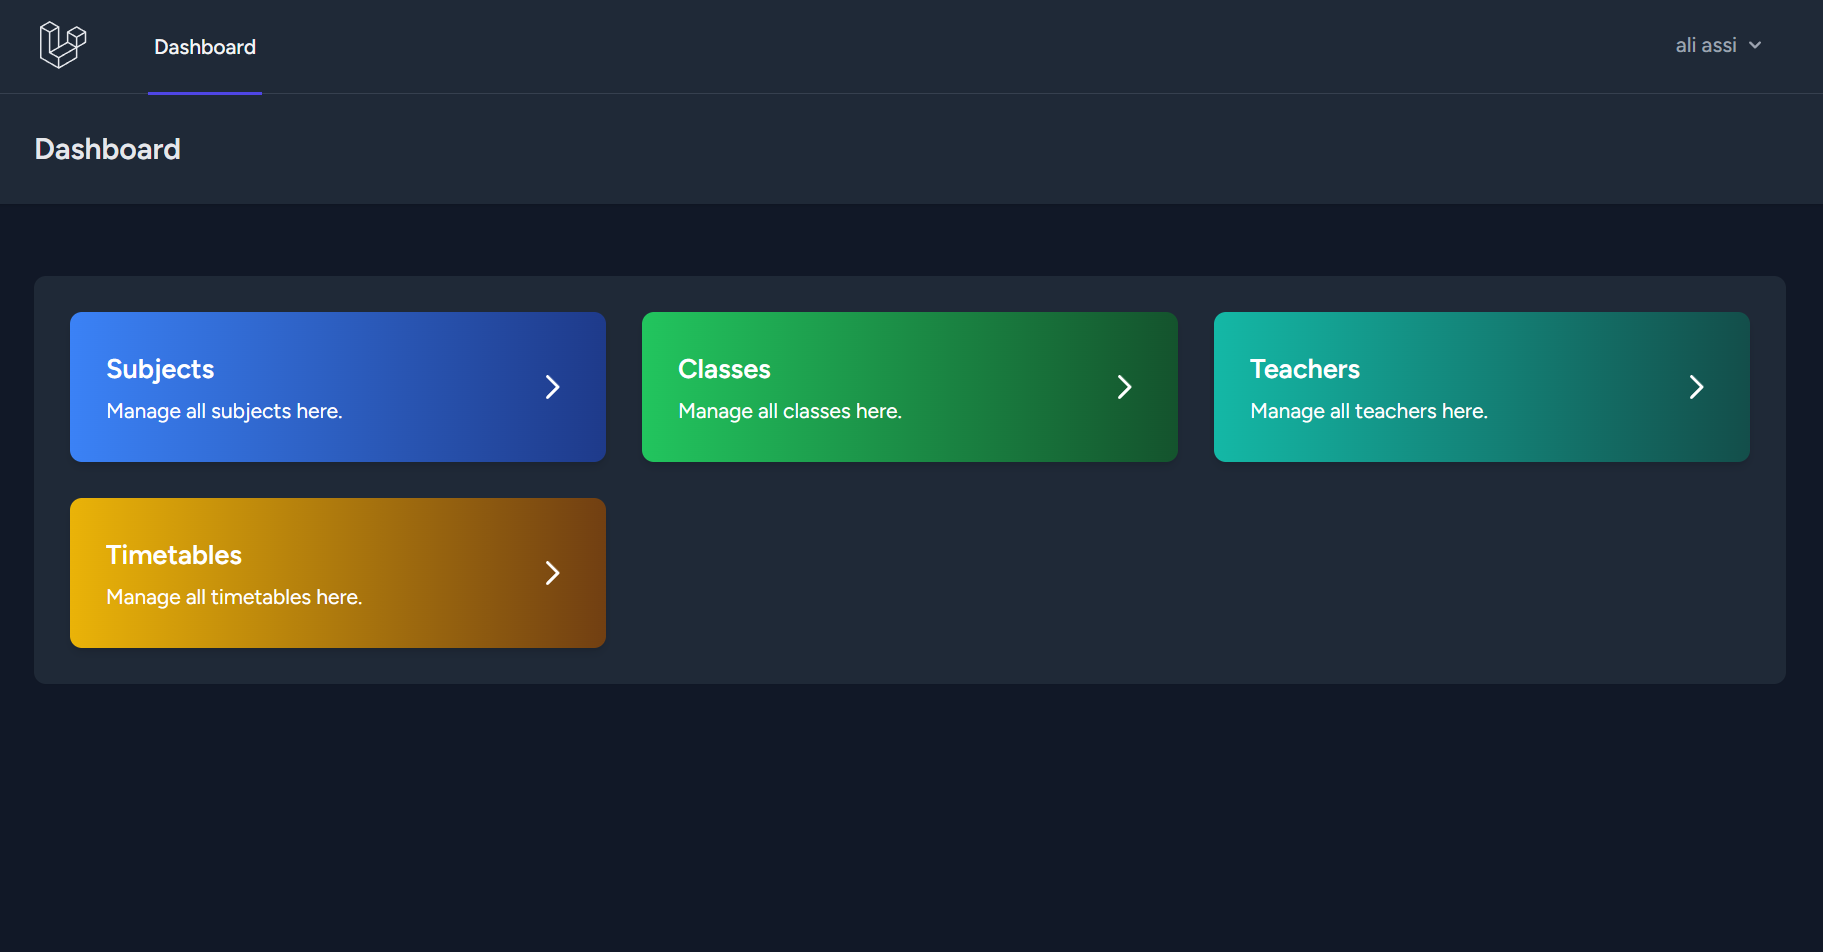 Dashboard
ali assi
Dashboard
Subjects
Manage all subjects here.
Classes
Manage all classes here.
Teachers
Manage all teachers here.
Timetables
Manage all timetables here.